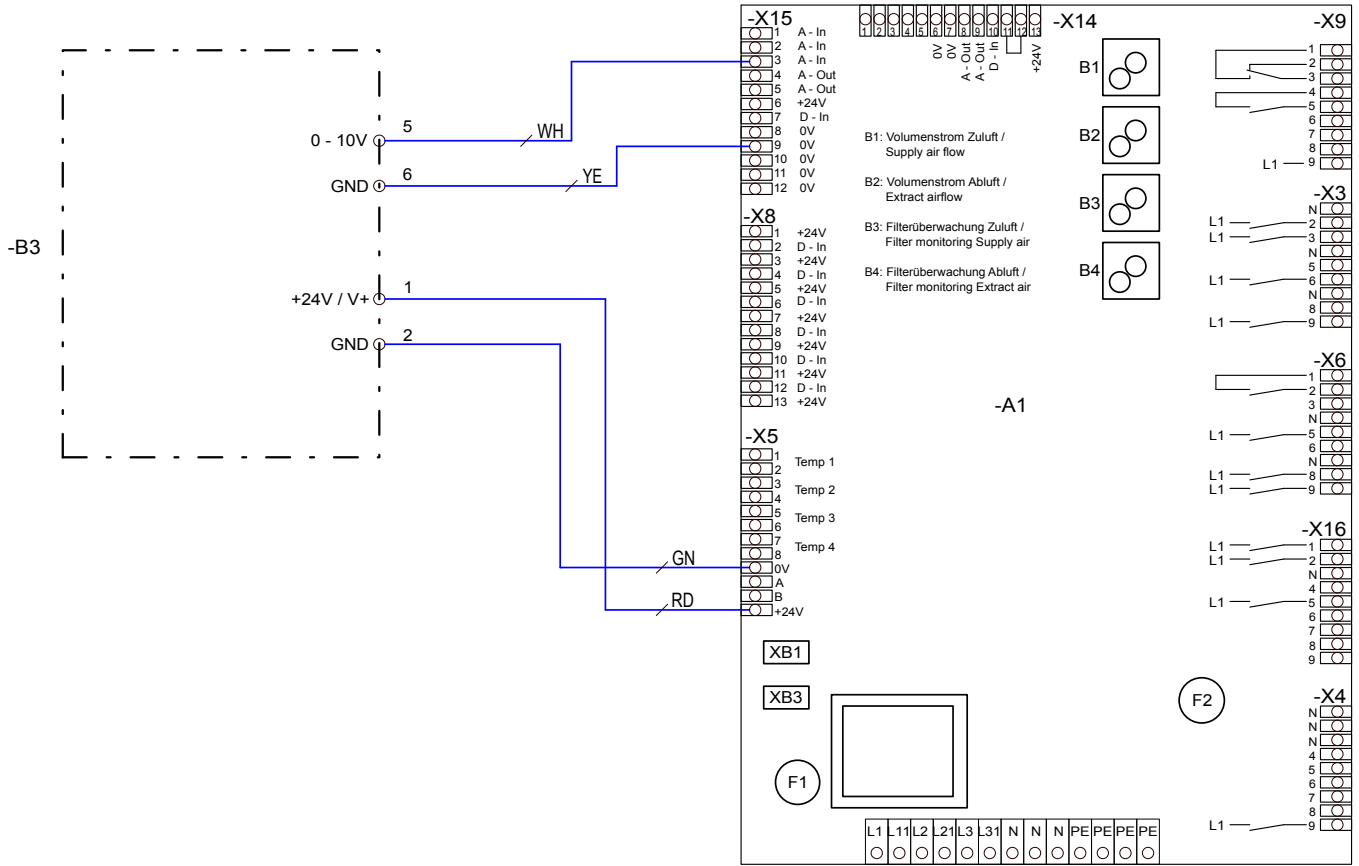 -B3
0 - 10V
5
WH
GND
6
YE
+24V / V+
1
GND
2
GN
RD
-X15
1 A - In
2 A - In
3 A - In
4 A - Out
5 A - Out
6 +24V
7 D - In
8 0V
9 0V
10 0V
11 0V
12 0V
-X8
1 +24V
2 D - In
3 +24V
4 D - In
5 +24V
6 D - In
7 +24V
8 D - In
9 +24V
10 D - In
11 +24V
12 D - In
13 +24V
-X5
1
2
Temp 1
3
4
Temp 2
5
6
Temp 3
7
8
Temp 4
0V
A
B
+24V
XB1
XB3
F1
-X14
1 2 3 4 5 6 7 8 9 10 11 12 13
0V
0V
A - Out
A - Out
D - In
+24V
B1
B2
B3
B4
B1: Volumenstrom Zuluft /
Supply air flow
B2: Volumenstrom Abluft /
Extract airflow
B3: Filterüberwachung Zuluft /
Filter monitoring Supply air
B4: Filterüberwachung Abluft /
Filter monitoring Extract air
-A1
F2
-X9
1
2
3
4
5
6
7
8
L1 9
-X3
N
L1 2
L1 3
N
5
L1 6
N
8
L1 9
-X6
1
2
3
N
L1 5
6
N
L1 8
L1 9
-X16
L1 1
L1 2
N
4
L1 5
6
7
8
9
-X4
N
N
N
4
5
6
7
8
L1 9
L1 L11 L2 L21 L3 L31 N N N PE PE PE PE